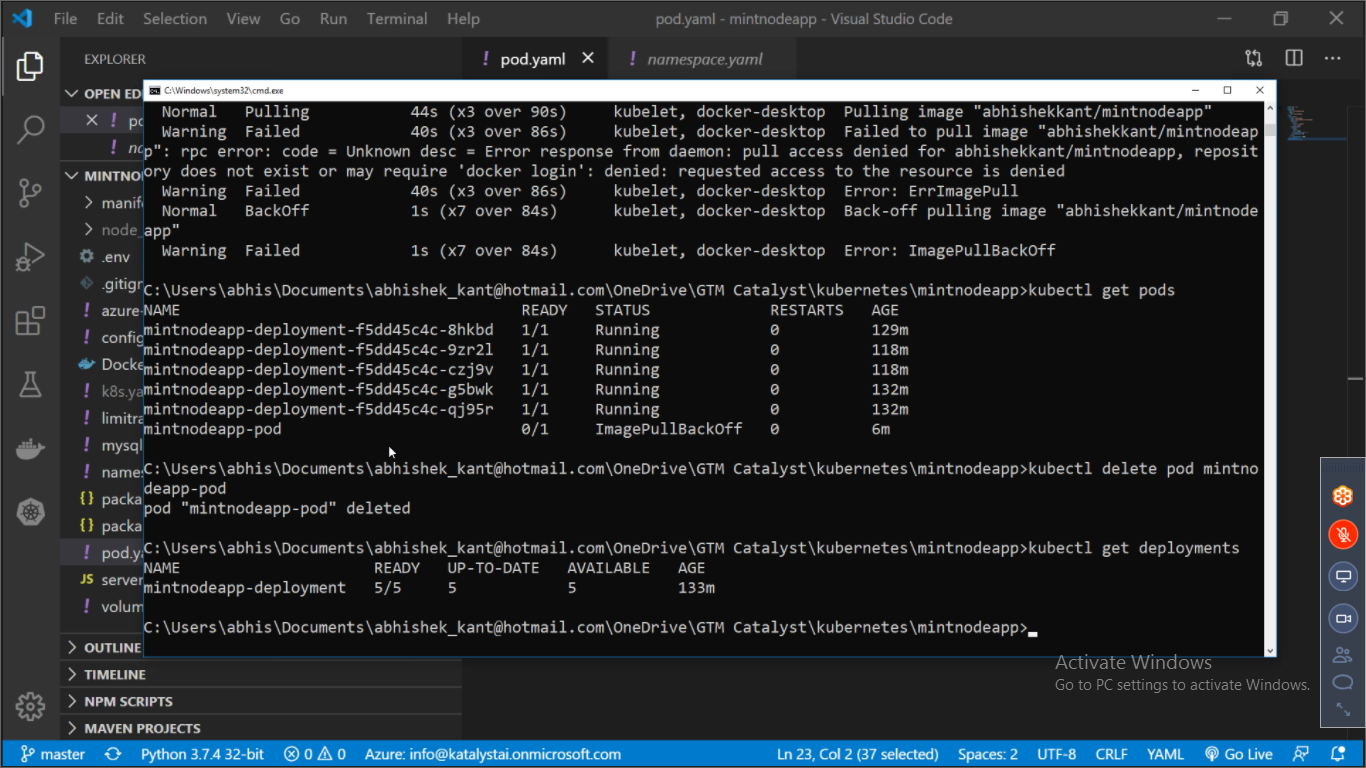 File Edit Selection View Go Run Terminal Help pod.yaml - mintnodeapp - Visual Studio Code
EXPLORER
! pod.yaml ×
! namespace.yaml
OPEN ED
× ! po
! na
MINTNO
manif
node_
.env
.gitign
! azure-
! config
Docke
! k8s.ya
! limitra
! mysql
! name
{} packa
{} packa
! pod.ya
JS server
! volum
OUTLINE
TIMELINE
NPM SCRIPTS
MAVEN PROJECTS
C:\Windows\system32\cmd.exe
Normal Pulling 44s (x3 over 90s) kubelet, docker-desktop Pulling image "abhishekkant/mintnodeapp"
Warning Failed 40s (x3 over 86s) kubelet, docker-desktop Failed to pull image "abhishekkant/mintnodeap
p": rpc error: code = Unknown desc = Error response from daemon: pull access denied for abhishekkant/mintnodeapp, reposit
ory does not exist or may require 'docker login': denied: requested access to the resource is denied
Warning Failed 40s (x3 over 86s) kubelet, docker-desktop Error: ErrImagePull
Normal BackOff 1s (x7 over 84s) kubelet, docker-desktop Back-off pulling image "abhishekkant/mintnode
app"
Warning Failed 1s (x7 over 84s) kubelet, docker-desktop Error: ImagePullBackOff
C:\Users\abhis\Documents\abhishek_kant@hotmail.com\OneDrive\GTM Catalyst\kubernetes\mintnodeapp>kubectl get pods
NAME READY STATUS RESTARTS AGE
mintnodeapp-deployment-f5dd45c4c-8hkbd 1/1 Running 0 129m
mintnodeapp-deployment-f5dd45c4c-9zr2l 1/1 Running 0 118m
mintnodeapp-deployment-f5dd45c4c-czj9v 1/1 Running 0 118m
mintnodeapp-deployment-f5dd45c4c-g5bwk 1/1 Running 0 132m
mintnodeapp-deployment-f5dd45c4c-qj95r 1/1 Running 0 132m
mintnodeapp-pod 0/1 ImagePullBackOff 0 6m
C:\Users\abhis\Documents\abhishek_kant@hotmail.com\OneDrive\GTM Catalyst\kubernetes\mintnodeapp>kubectl delete pod mintno
deapp-pod
pod "mintnodeapp-pod" deleted
C:\Users\abhis\Documents\abhishek_kant@hotmail.com\OneDrive\GTM Catalyst\kubernetes\mintnodeapp>kubectl get deployments
NAME READY UP-TO-DATE AVAILABLE AGE
mintnodeapp-deployment 5/5 5 5 133m
C:\Users\abhis\Documents\abhishek_kant@hotmail.com\OneDrive\GTM Catalyst\kubernetes\mintnodeapp>
Activate Windows
Go to PC settings to activate Windows.
master Python 3.7.4 32-bit 0 0 Azure: info@katalystai.onmicrosoft.com Ln 23, Col 2 (37 selected) Spaces: 2 UTF-8 CRLF YAML Go Live